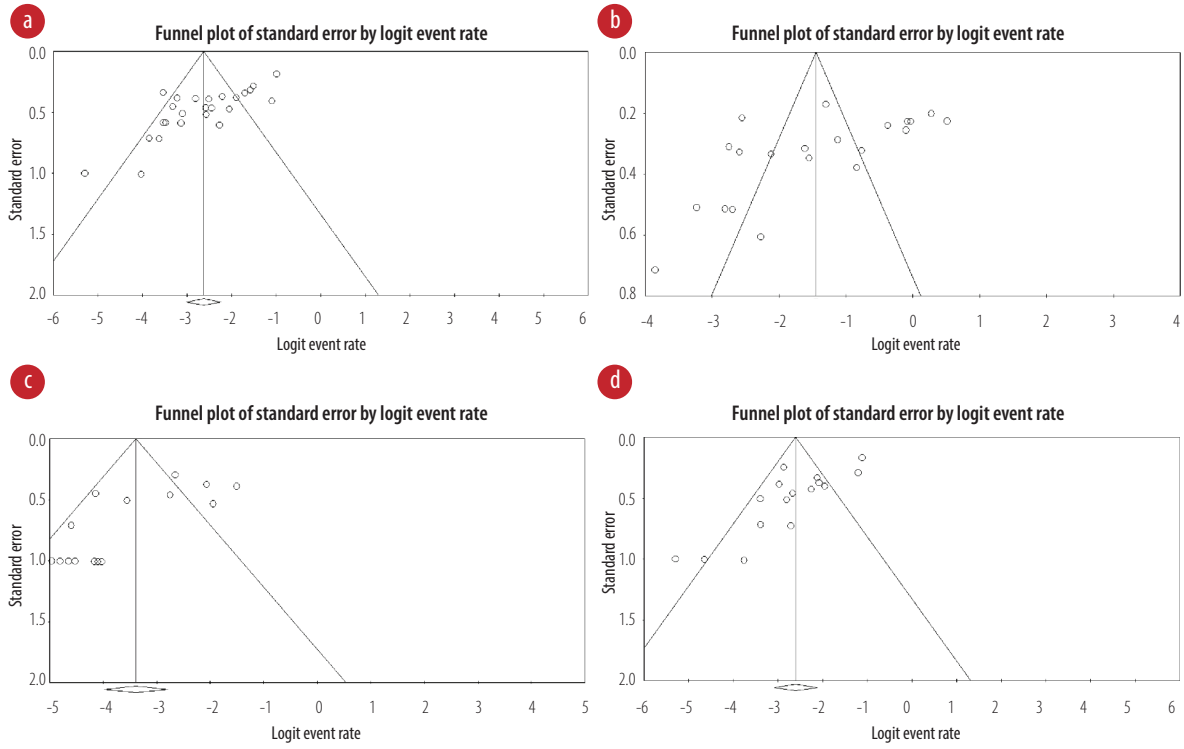 a
Funnel plot of standard error by logit event rate
Standard error
0.0
0.5
1.0
1.5
2.0
-6 -5 -4 -3 -2 -1 0 1 2 3 4 5 6
Logit event rate
b
Funnel plot of standard error by logit event rate
Standard error
0.0
0.2
0.4
0.6
0.8
-4 -3 -2 -1 0 1 2 3 4
Logit event rate
c
Funnel plot of standard error by logit event rate
Standard error
0.0
0.5
1.0
1.5
2.0
-5 -4 -3 -2 -1 0 1 2 3 4 5
Logit event rate
d
Funnel plot of standard error by logit event rate
Standard error
0.0
0.5
1.0
1.5
2.0
-6 -5 -4 -3 -2 -1 0 1 2 3 4 5 6
Logit event rate